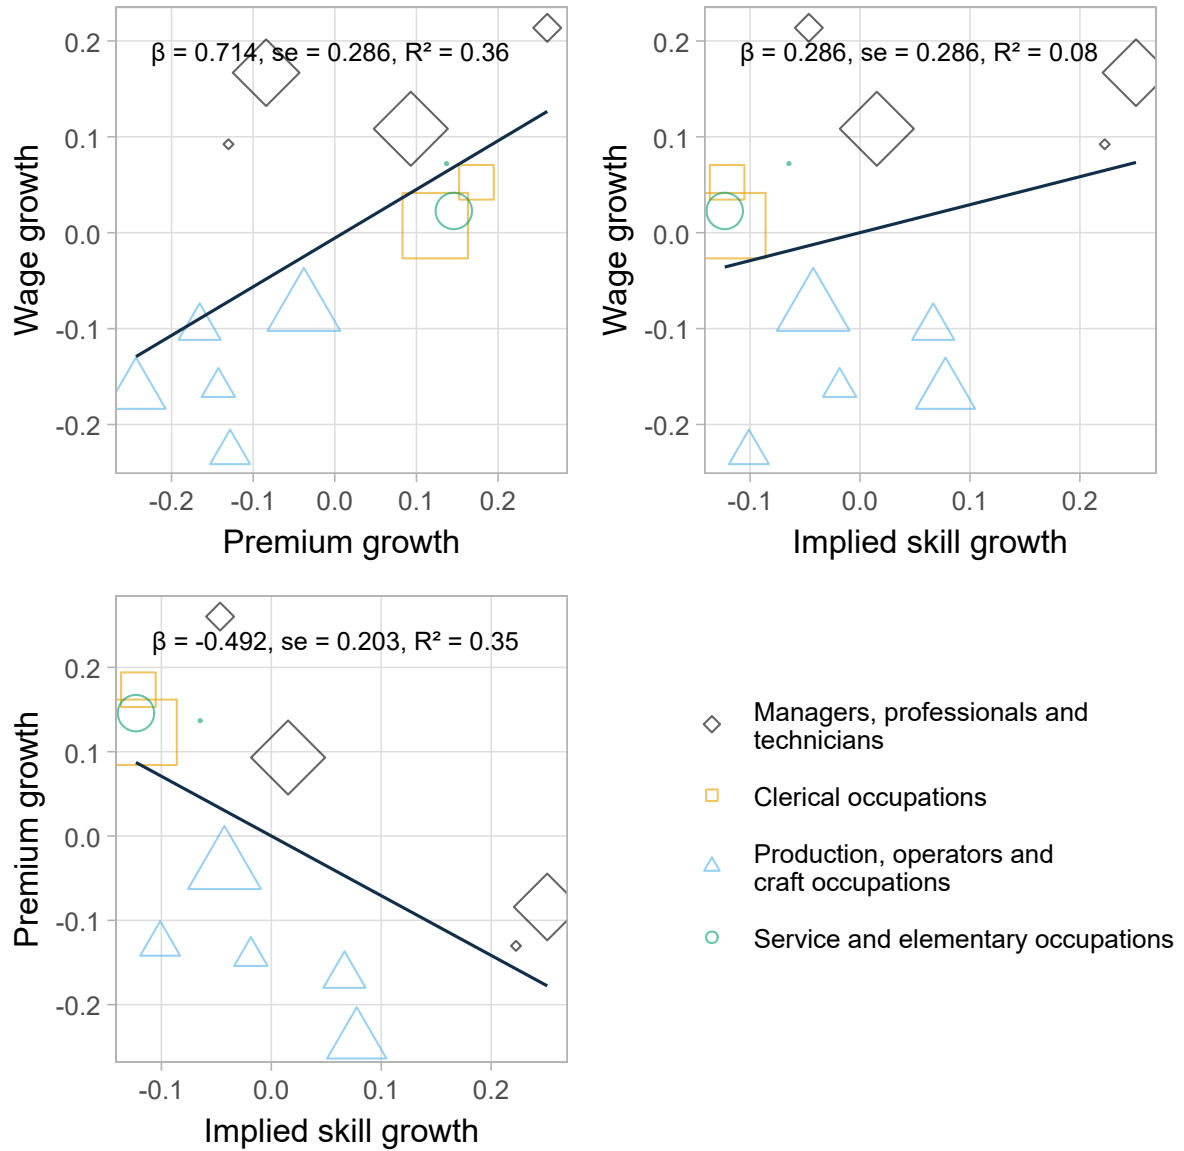 β = 0.714, se = 0.286, R² = 0.36
0.2
0.1
0.0
-0.1
-0.2
Wage growth
-0.2
-0.1
0.0
0.1
0.2
Premium growth
β = 0.286, se = 0.286, R² = 0.08
0.2
0.1
0.0
-0.1
-0.2
Wage growth
-0.1
0.0
0.1
0.2
Implied skill growth
β = -0.492, se = 0.203, R² = 0.35
0.2
0.1
0.0
-0.1
-0.2
Premium growth
-0.1
0.0
0.1
0.2
Implied skill growth
Managers, professionals and
technicians
Clerical occupations
Production, operators and
craft occupations
Service and elementary occupations